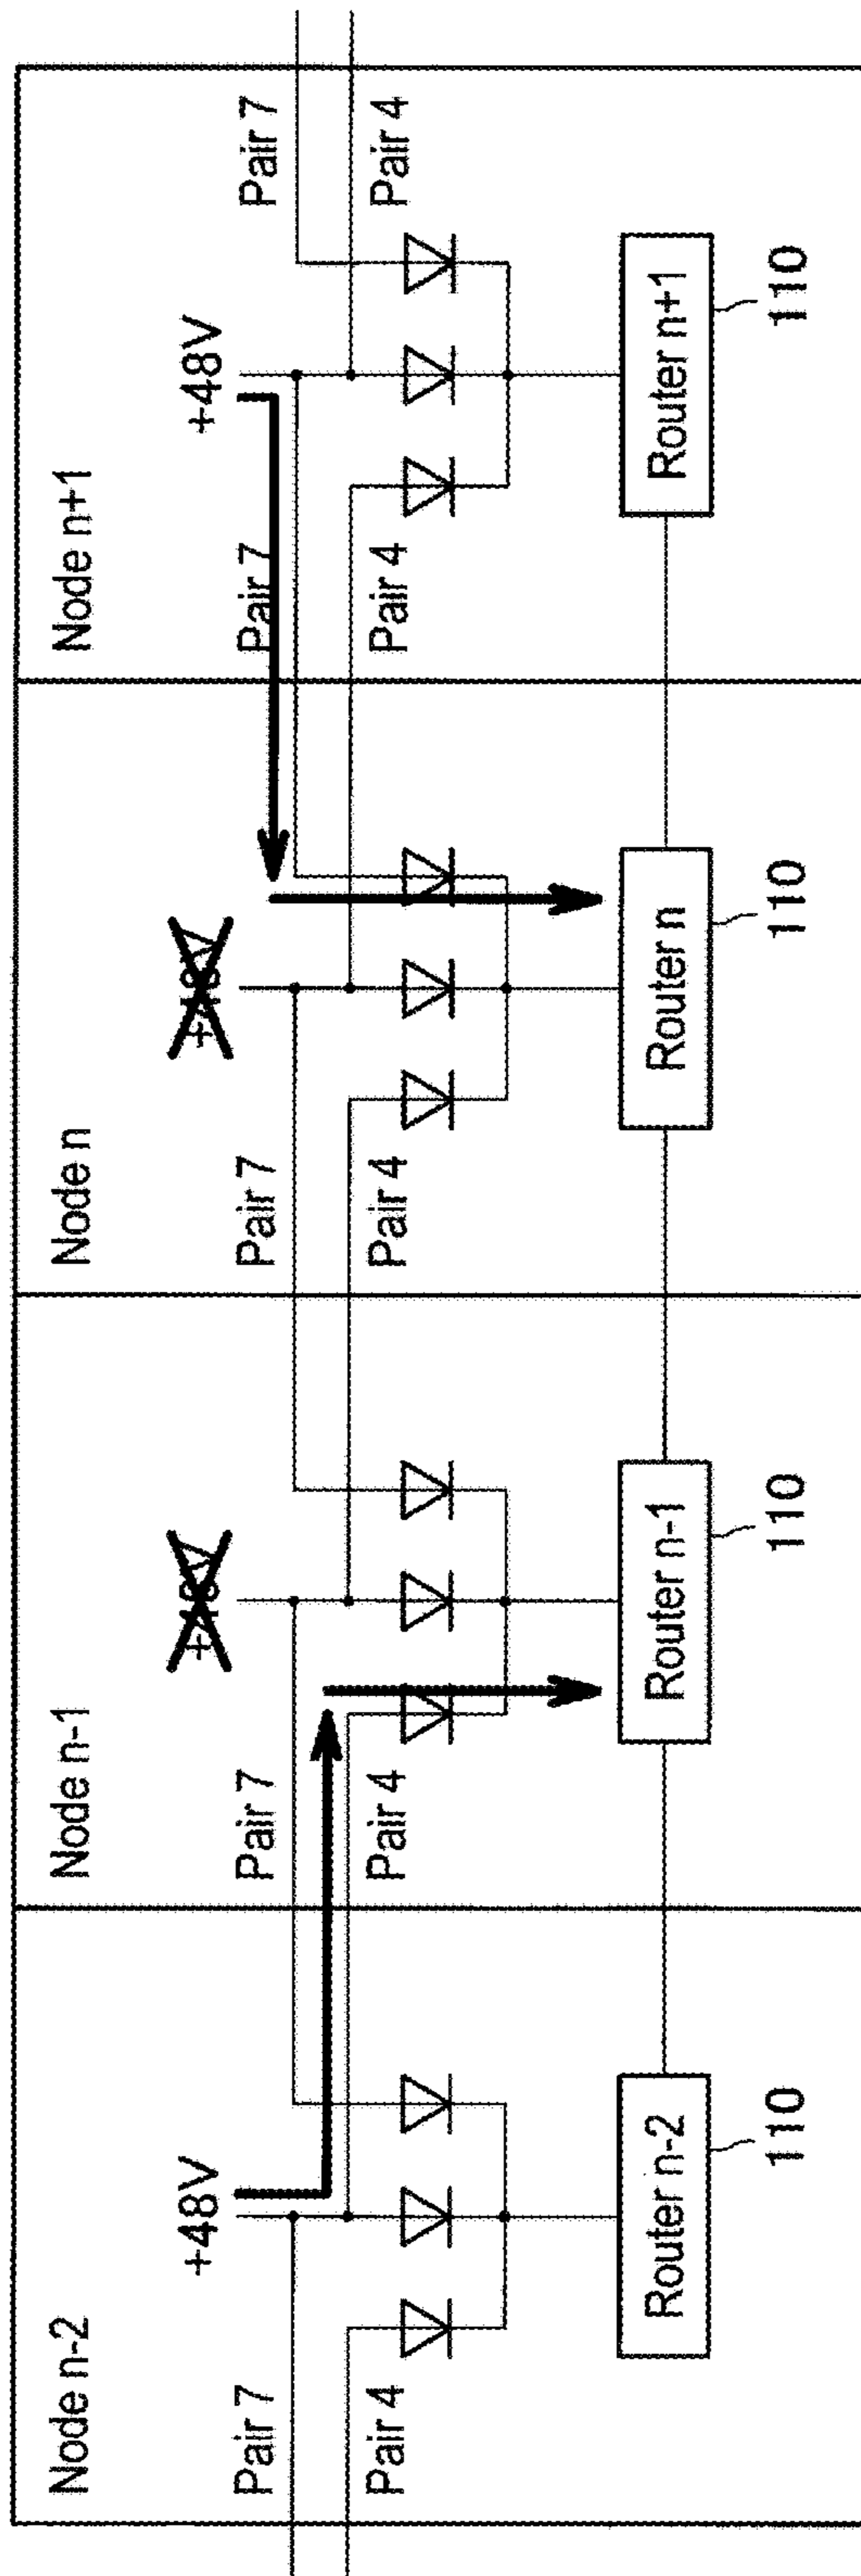 Node n-2
Node n-1
Node n
Node n+1
+48V
+48V
+48V
+48V
Pair 7
Pair 7
Pair 7
Pair 7
Pair 7
Pair 4
Pair 4
Pair 4
Pair 4
Pair 4
Router n-2
Router n-1
Router n
Router n+1
110
110
110
110